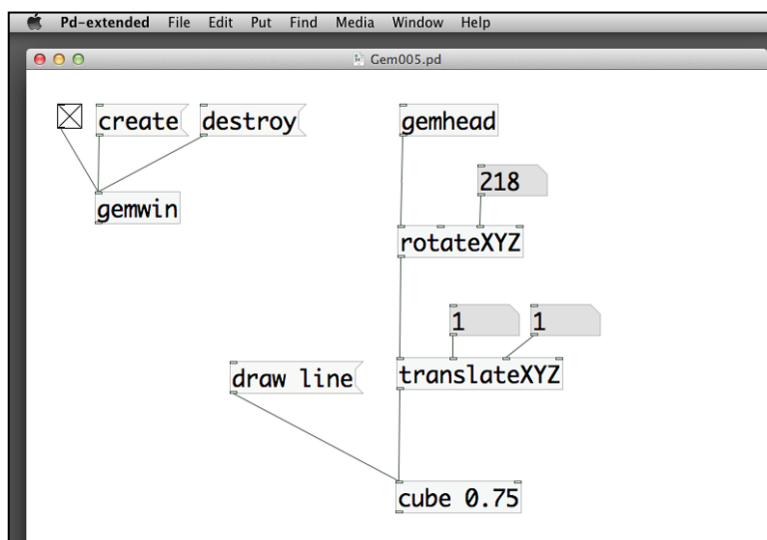 Pd-extended File Edit Put Find Media Window Help
Gem005.pd
create destroy gemhead
218
gemwin
rotateXYZ
1 1
draw line translateXYZ
cube 0.75